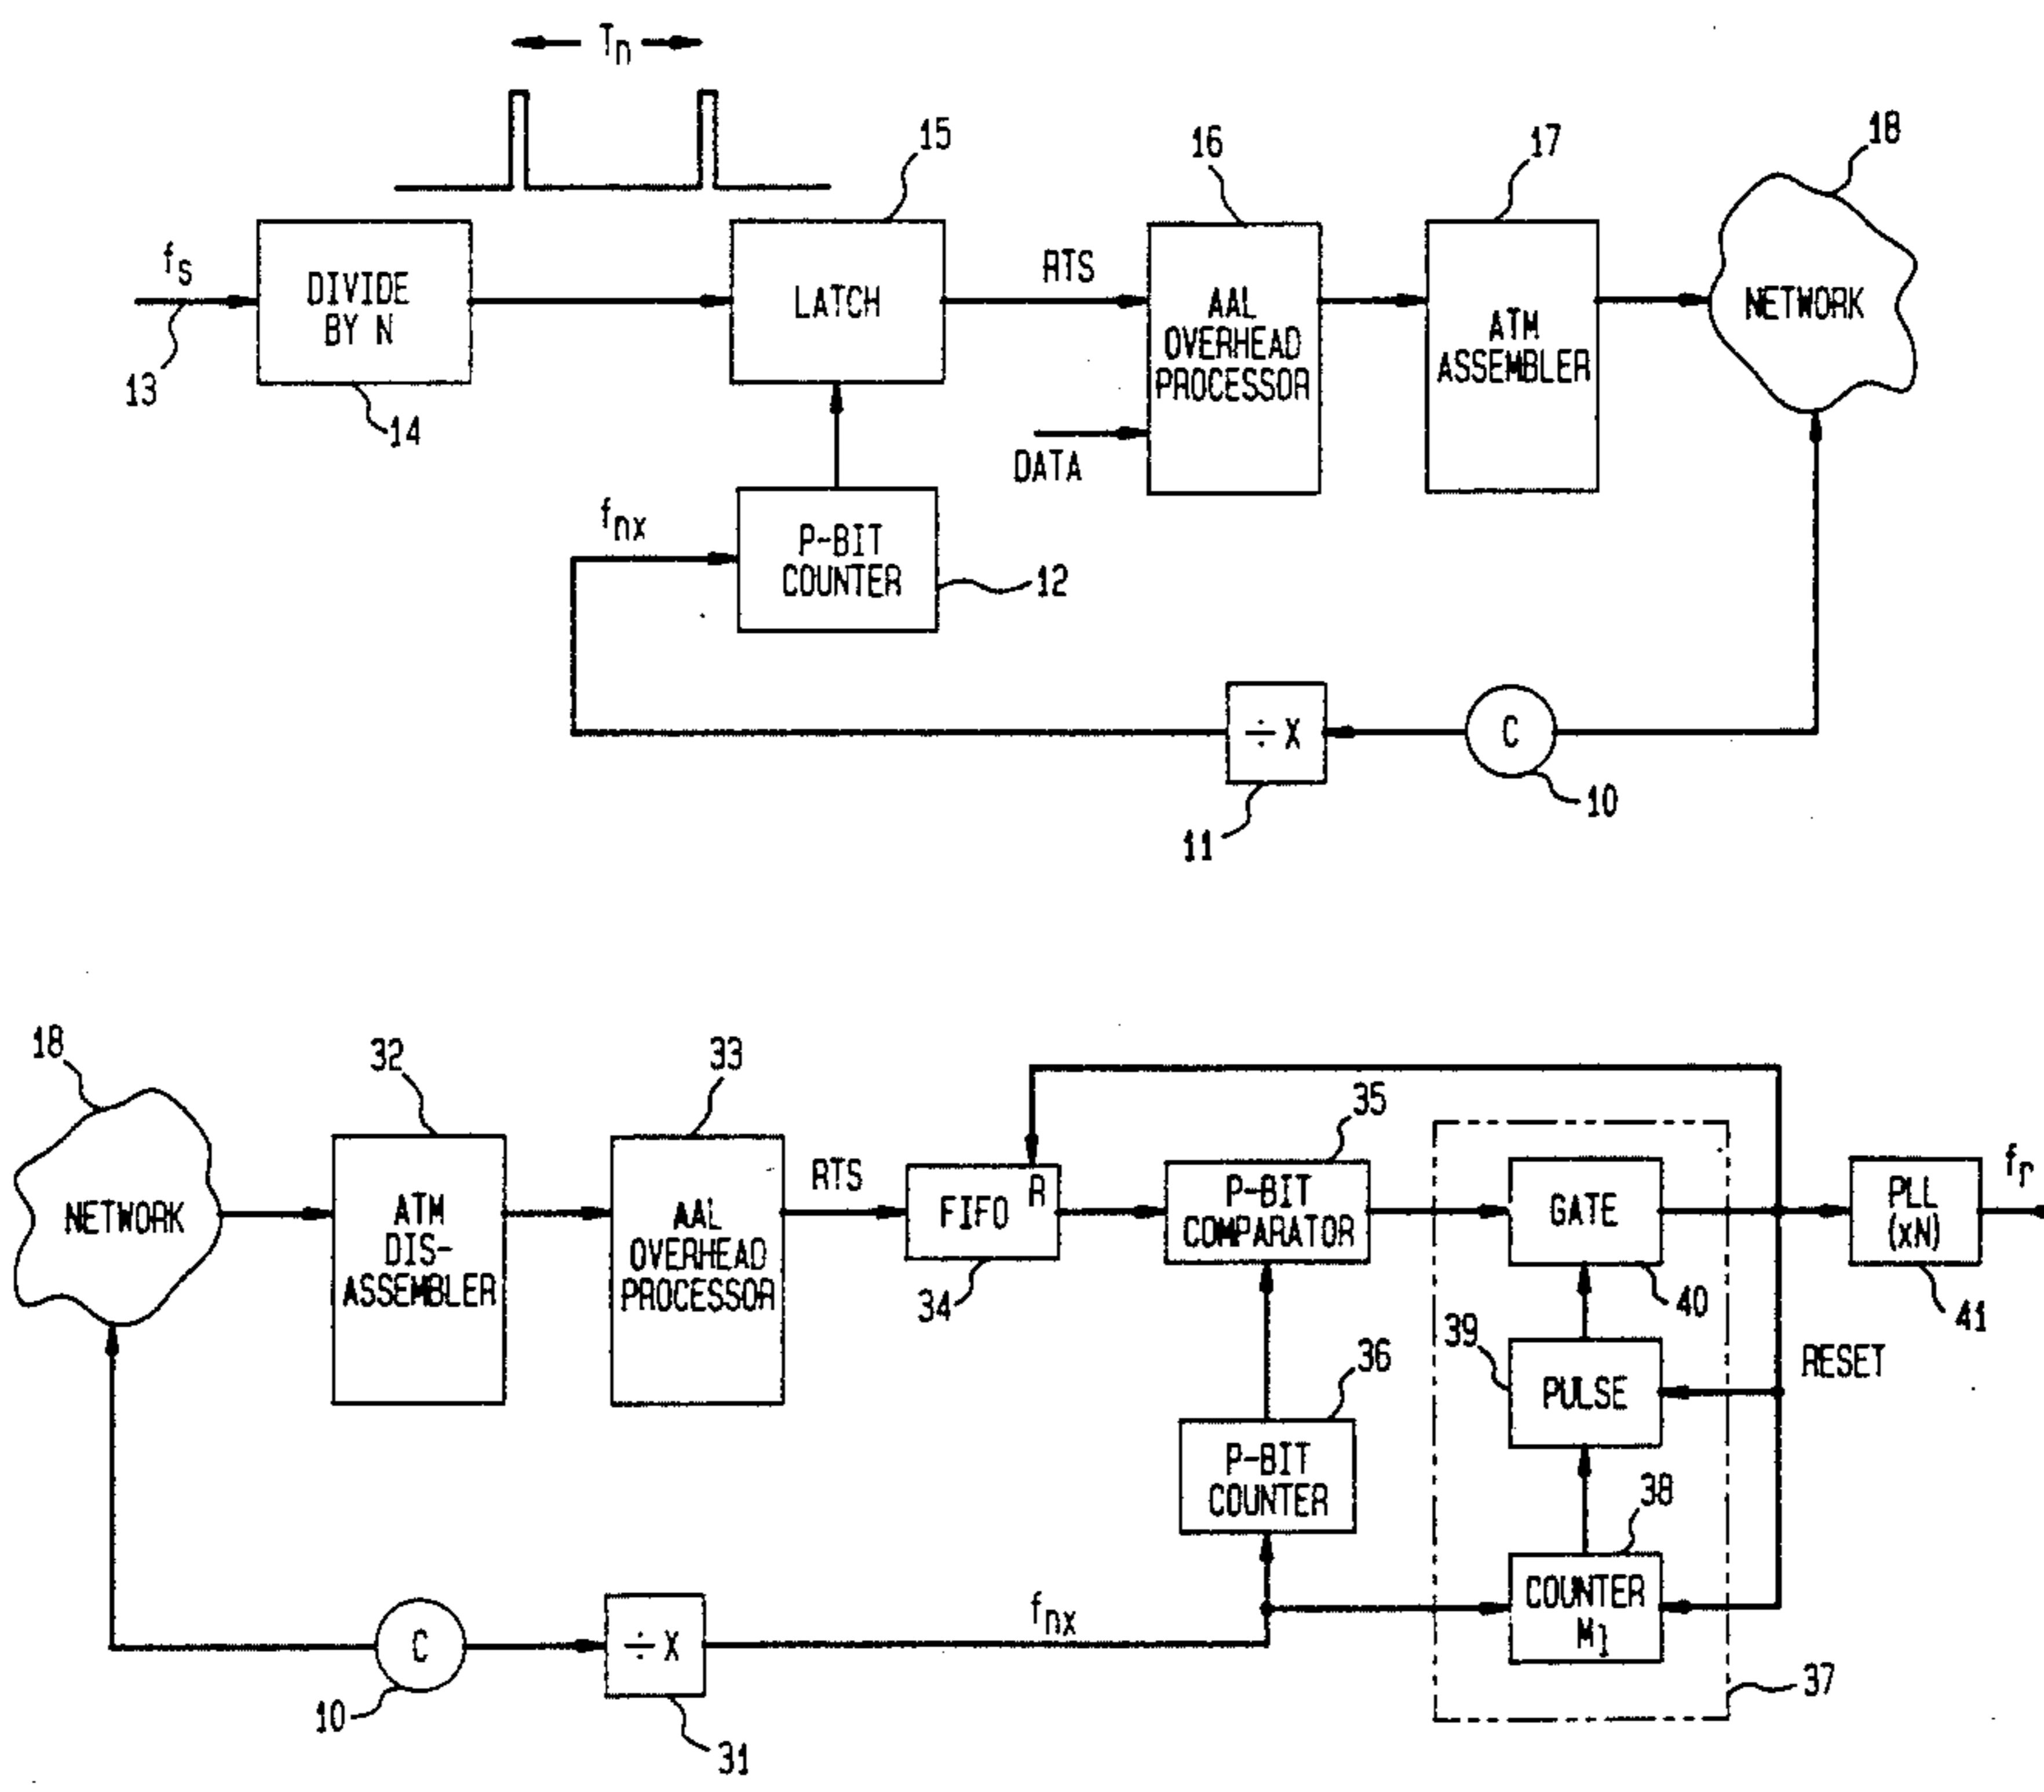 Tn
15
16
17
18
fs
DIVIDE
BY N
LATCH
RTS
AAL
OVERHEAD
PROCESSOR
ATM
ASSEMBLER
NETWORK
13
14
DATA
fnx
P-BIT
COUNTER
12
÷ X
C
10
11
18
32
33
35
NETWORK
ATM
DIS-
ASSEMBLER
AAL
OVERHEAD
PROCESSOR
RTS
FIFO
R
34
P-BIT
COMPARATOR
GATE
40
PLL
(xN)
fr
41
39
PULSE
RESET
36
P-BIT
COUNTER
38
COUNTER
M1
37
C
10
÷ X
31
fnx